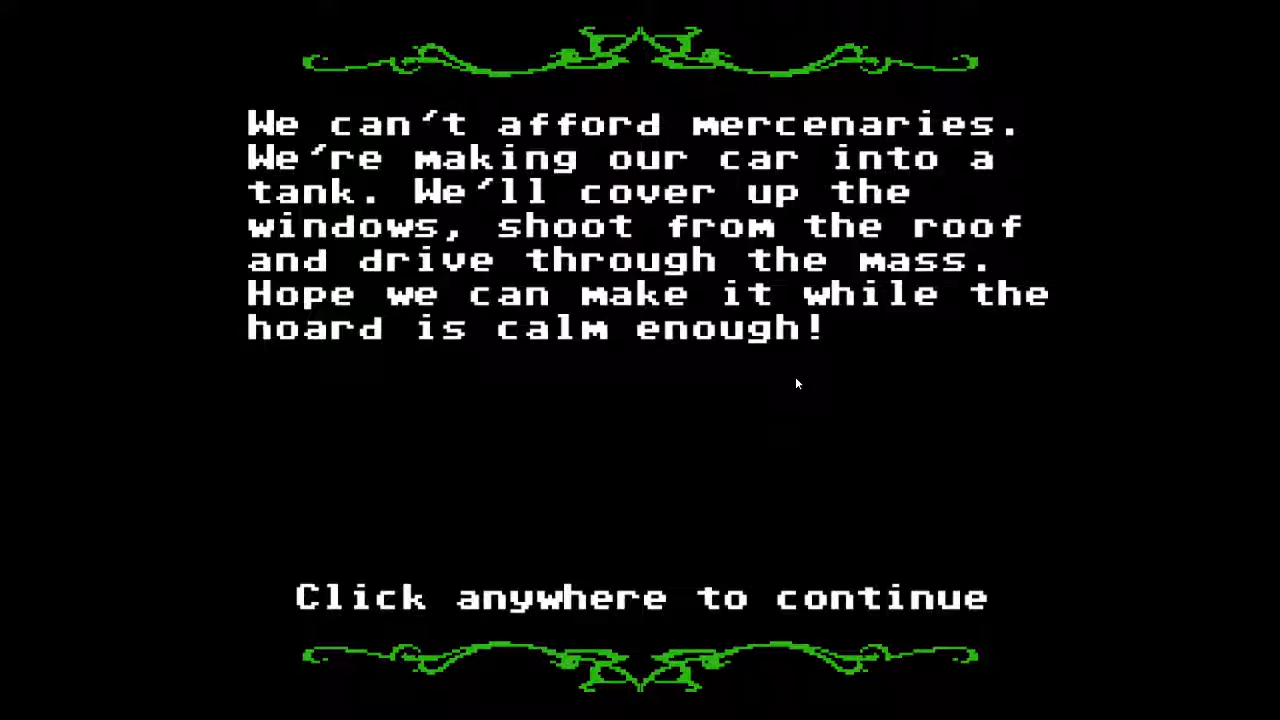 We can't afford mercenaries.
We're making our car into a
tank. We'll cover up the
windows, shoot from the roof
and drive through the mass.
Hope we can make it while the
hoard is calm enough!
Click anywhere to continue